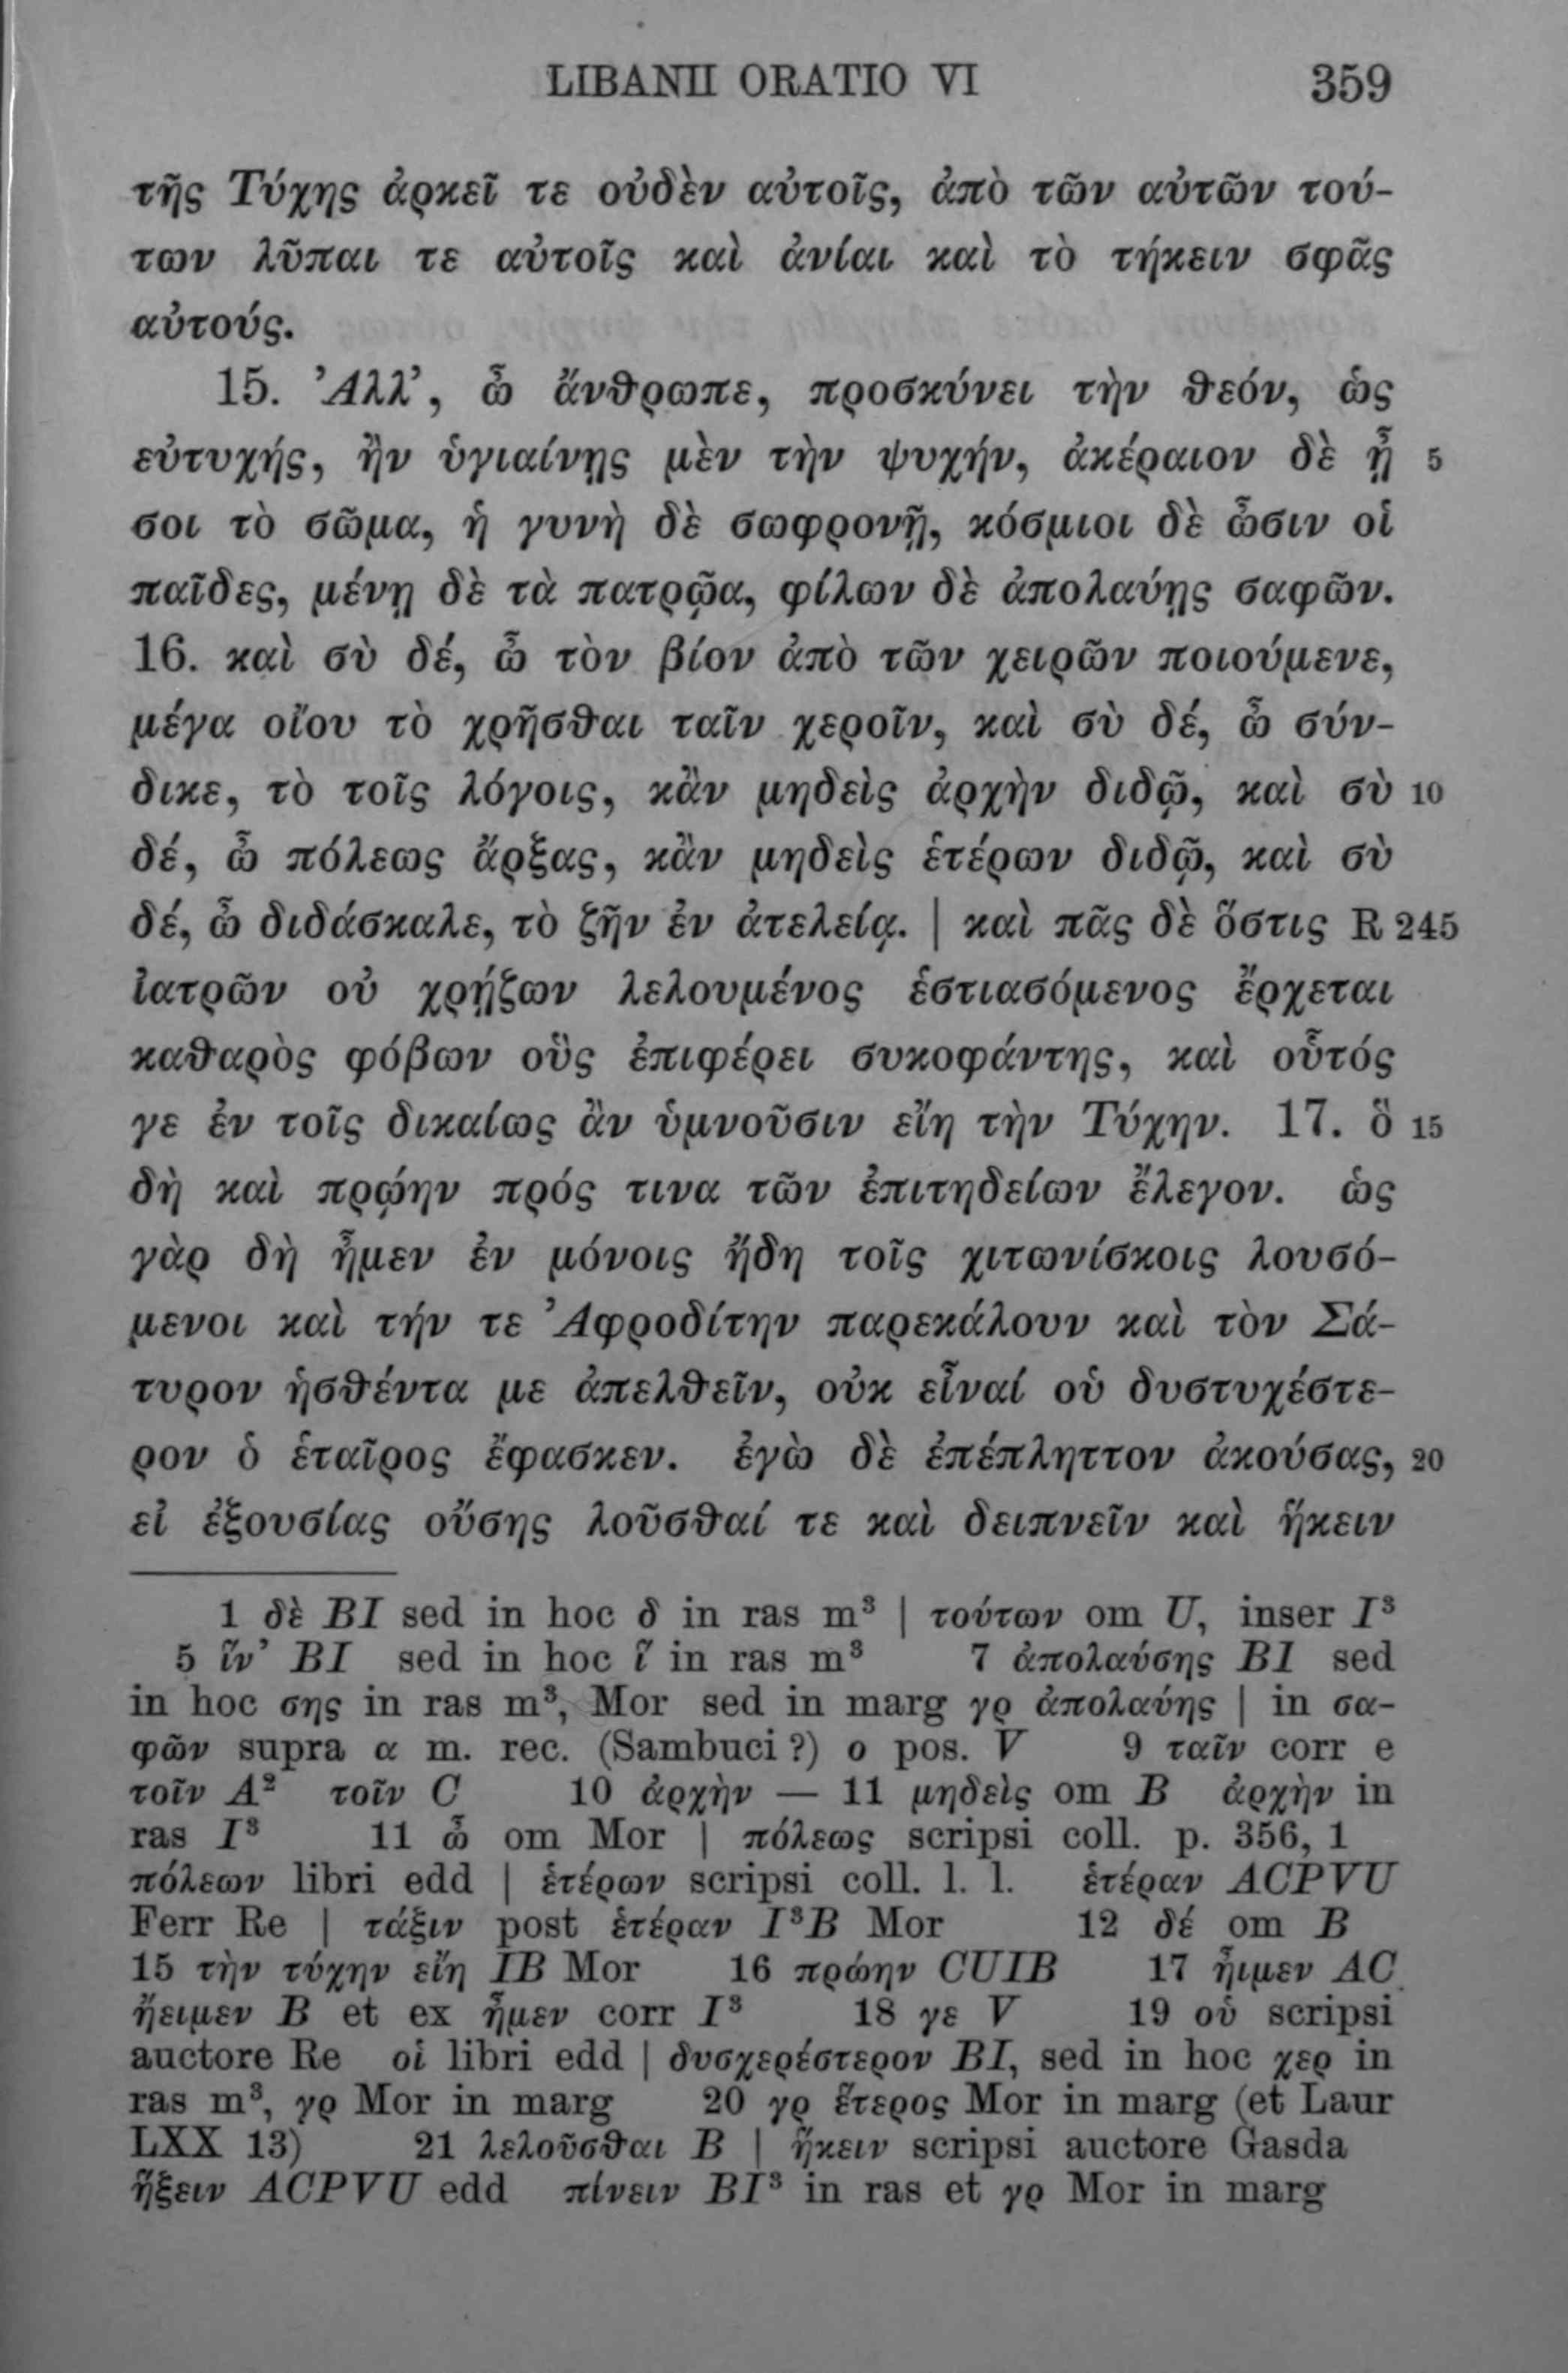 LIBANII ORATIO VI 359
τῆς Τύχης ἀρκεῖ τε οὐδὲν αὐτοῖς, ἀπὸ τῶν αὐτῶν τού-
των λῦπαι τε αὐτοῖς καὶ ἀνίαι καὶ τὸ τήκειν σφᾶς
αὐτούς.
15. Ἀλλ’, ὦ ἄνθρωπε, προσκύνει τὴν θεόν, ὡς
εὐτυχής, ἢν ὑγιαίνῃς μὲν τὴν ψυχήν, ἀκέραιον δὲ ᾖ 5
σοι τὸ σῶμα, ἡ γυνὴ δὲ σωφρονῇ, κόσμιοι δὲ ὦσιν οἱ
παῖδες, μένῃ δὲ τὰ πατρῷα, φίλων δὲ ἀπολαύῃς σαφῶν.
16. καὶ σὺ δέ, ὦ τὸν βίον ἀπὸ τῶν χειρῶν ποιούμενε,
μέγα οἴου τὸ χρῆσθαι ταῖν χεροῖν, καὶ σὺ δέ, ὦ σύν-
δικε, τὸ τοῖς λόγοις, κἂν μηδεὶς ἀρχὴν διδῷ, καὶ σὺ 10
δέ, ὦ πόλεως ἄρξας, κἂν μηδεὶς ἑτέρων διδῷ, καὶ σὺ
δέ, ὦ διδάσκαλε, τὸ ζῆν ἐν ἀτελείᾳ. | καὶ πᾶς δὲ ὅστις R 245
ἰατρῶν οὐ χρῄζων λελουμένος ἑστιασόμενος ἔρχεται
καθαρὸς φόβων οὓς ἐπιφέρει συκοφάντης, καὶ οὗτός
γε ἐν τοῖς δικαίως ἂν ὑμνοῦσιν εἴη τὴν Τύχην. 17. ὃ 15
δὴ καὶ πρῴην πρός τινα τῶν ἐπιτηδείων ἔλεγον. ὡς
γὰρ δὴ ἦμεν ἐν μόνοις ἤδη τοῖς χιτωνίσκοις λουσό-
μενοι καὶ τήν τε Ἀφροδίτην παρεκάλουν καὶ τὸν Σά-
τυρον ἡσθέντα με ἀπελθεῖν, οὐκ εἶναί οὗ δυστυχέστε-
ρον ὁ ἑταῖρος ἔφασκεν. ἐγὼ δὲ ἐπέπληττον ἀκούσας, 20
εἰ ἐξουσίας οὔσης λοῦσθαί τε καὶ δειπνεῖν καὶ ἥκειν
1 δὲ BI sed in hoc δ in ras m³ | τούτων om U, inser I³
5 ἵν’ BI sed in hoc ἵ in ras m³ 7 ἀπολαύσῃς BI sed
in hoc σῃς in ras m³, Mor sed in marg γρ ἀπολαύῃς | in σα-
φῶν supra α m. rec. (Sambuci?) ο pos. V 9 ταῖν corr e
τοῖν A² τοῖν C 10 ἀρχὴν — 11 μηδεὶς om B ἀρχὴν in
ras I³ 11 ὦ om Mor | πόλεως scripsi coll. p. 356, 1
πόλεων libri edd | ἑτέρων scripsi coll. l. l. ἑτέραν ACPVU
Ferr Re | τάξιν post ἑτέραν I³B Mor 12 δέ om B
15 τὴν τύχην εἴη IB Mor 16 πρώην CUIB 17 ᾖμεν AC
ᾔειμεν B et ex ἦμεν corr I³ 18 γε V 19 οὗ scripsi
auctore Re οἱ libri edd | δυσχερέστερον BI, sed in hoc χερ in
ras m³, γρ Mor in marg 20 γρ ἕτερος Mor in marg (et Laur
LXX 13) 21 λελοῦσθαι B | ἥκειν scripsi auctore Gasda
ἥξειν ACPVU edd πίνειν BI³ in ras et γρ Mor in marg